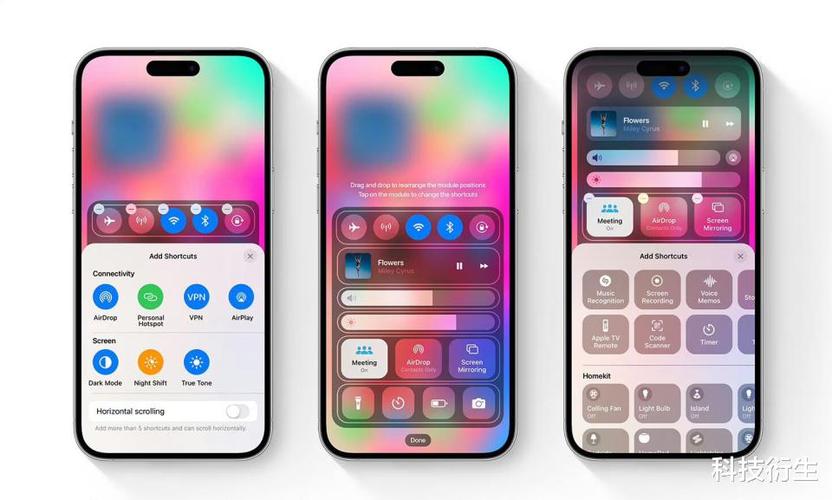 Add Shortcuts
Connectivity
VPN
AirDrop
Personal
Hotspot
VPN
AirPlay
Screen
Dark Mode
Night Shift
True Tone
Horizontal scrolling
Add more than 5 shortcuts and can scroll horizontally.
Drag and drop to rearrange the module positions
Tap on the module to change the shortcuts
Flowers
Miley Cyrus
Meeting
On
AirDrop
Contacts Only
Screen
Mirroring
Done
Flowers
Miley Cyrus
Meeting
On
AirDrop
Contacts Only
Screen
Mirroring
Add Shortcuts
Music
Recognition
Screen
Recording
Voice
Memos
Apple TV
Remote
Code
Scanner
Timer
Homekit
Ceiling Fan
Off
Light Bulb
Off
Island
Off
科技衍生